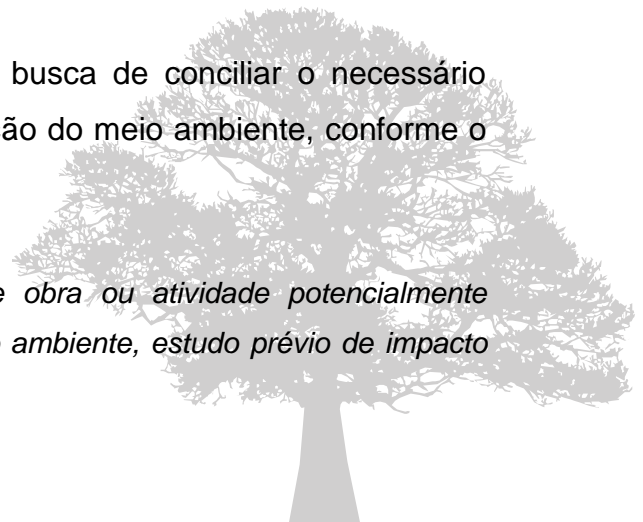 busca de conciliar o necessário
ão do meio ambiente, conforme o
obra ou atividade potencialmente
ambiente, estudo prévio de impacto